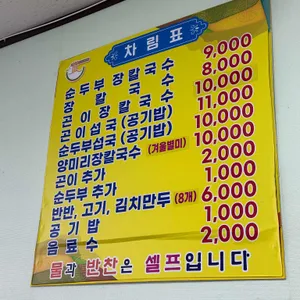 차림표
순두부 장칼국수 9,000
장 칼 국 수 8,000
곤 이 장 칼 국 수 10,000
곤이섭국 (공기밥) 11,000
순두부섭국 (공기밥) 10,000
양미리장칼국수 (겨울별미) 10,000
곤이 추가 2,000
순두부 추가 1,000
반반, 고기, 김치만두 (8개) 6,000
공 기 밥 1,000
음 료 수 2,000
물과 반찬은 셀프입니다